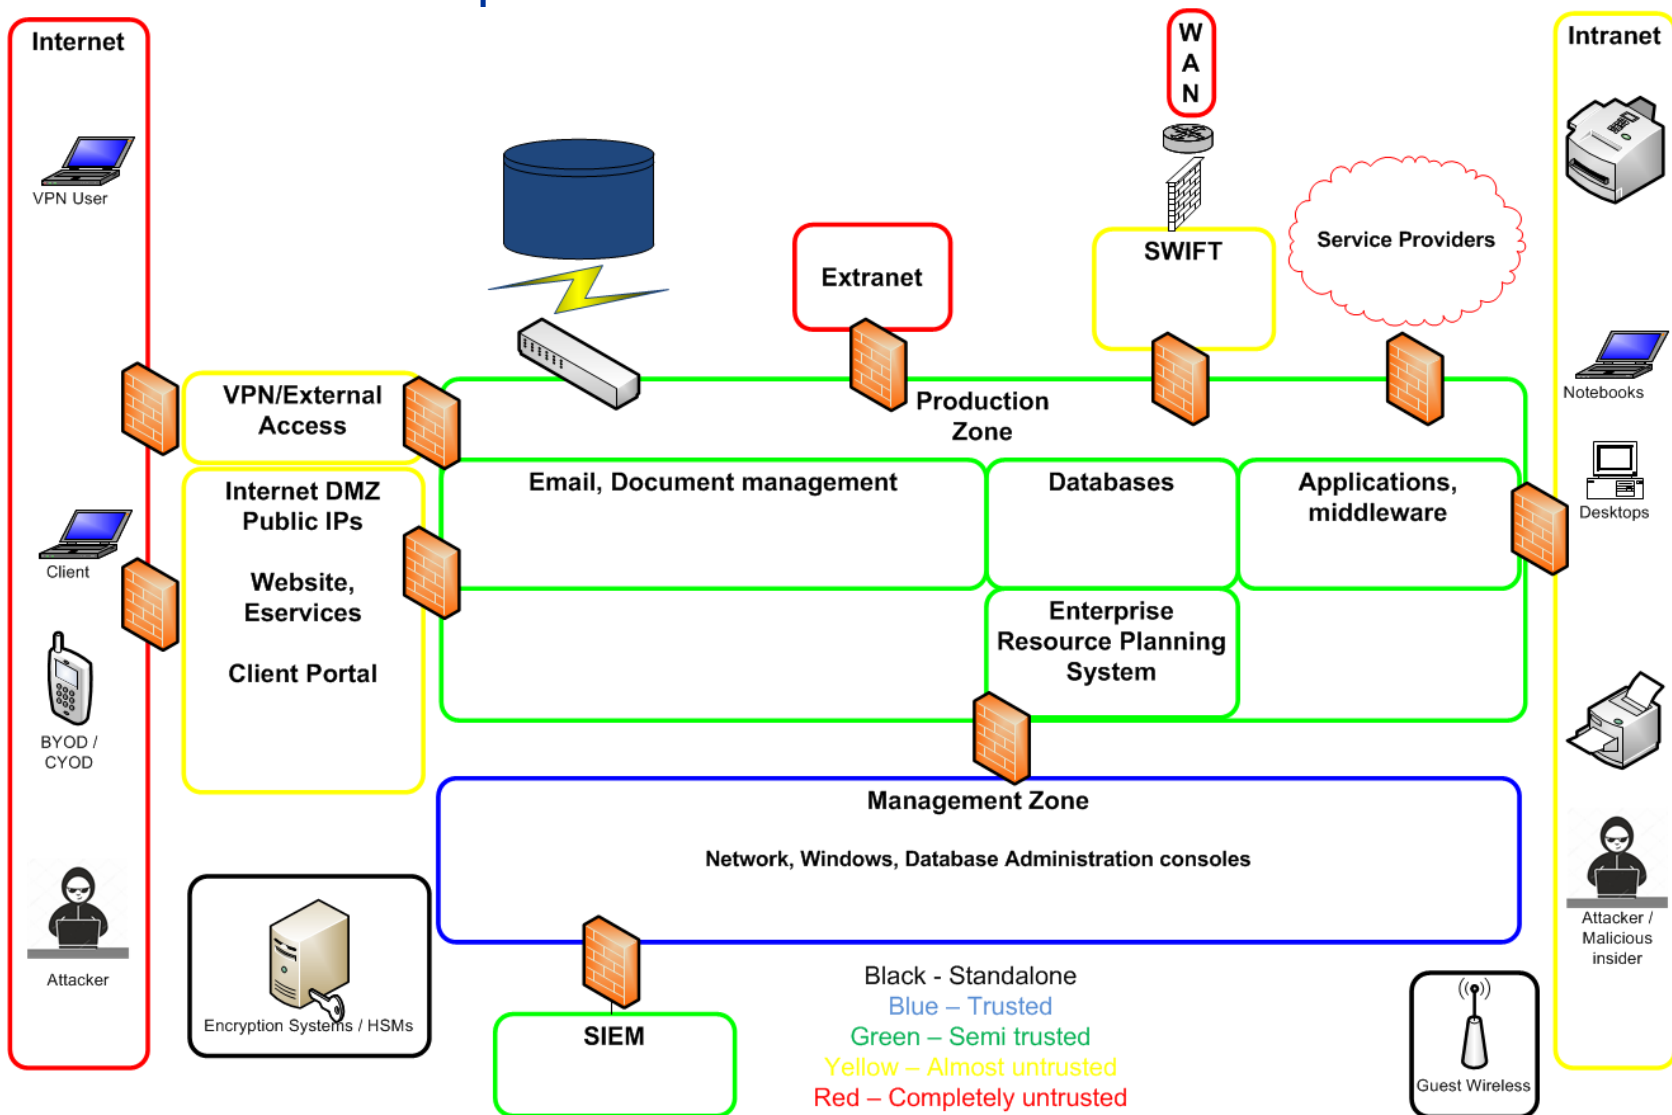 Internet
VPN User
Client
BYOD /
CYOD
Attacker
VPN/External
Access
Internet DMZ
Public IPs
Website,
Eservices
Client Portal
Encryption Systems / HSMs
Extranet
W
A
N
SWIFT
Service Providers
Production
Zone
Email, Document management
Databases
Applications,
middleware
Enterprise
Resource Planning
System
Management Zone
Network, Windows, Database Administration consoles
SIEM
Black - Standalone
Blue – Trusted
Green – Semi trusted
Yellow – Almost untrusted
Red – Completely untrusted
Guest Wireless
Intranet
Notebooks
Desktops
Attacker /
Malicious
insider